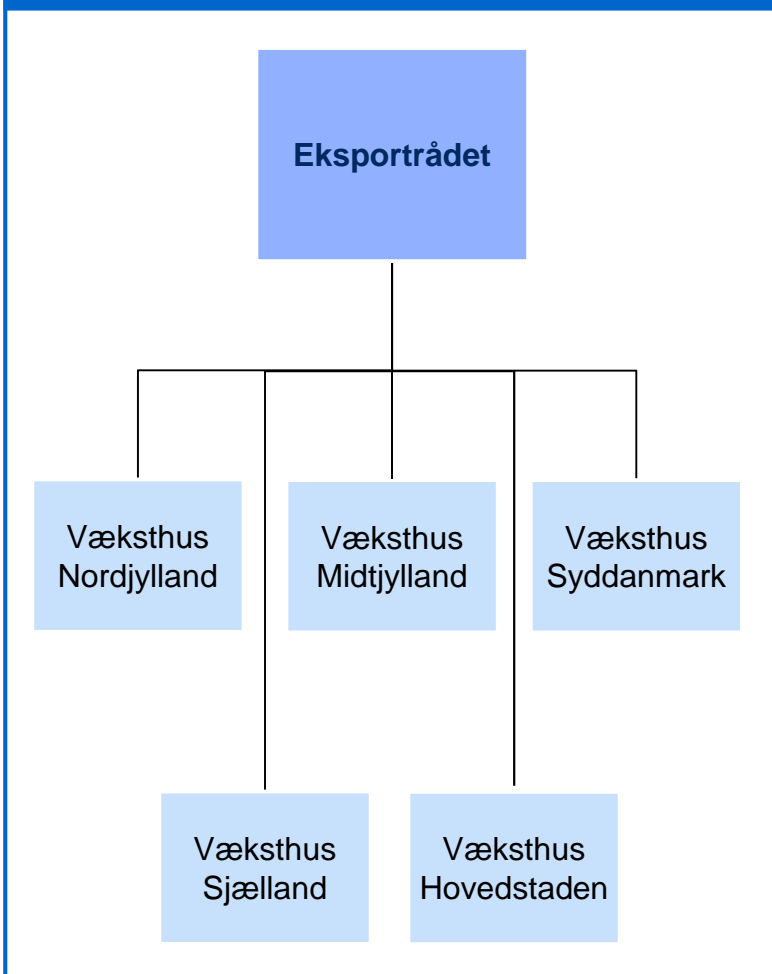 Eksportrådet
Væksthus
Nordjylland
Væksthus
Midtjylland
Væksthus
Syddanmark
Væksthus
Sjælland
Væksthus
Hovedstaden